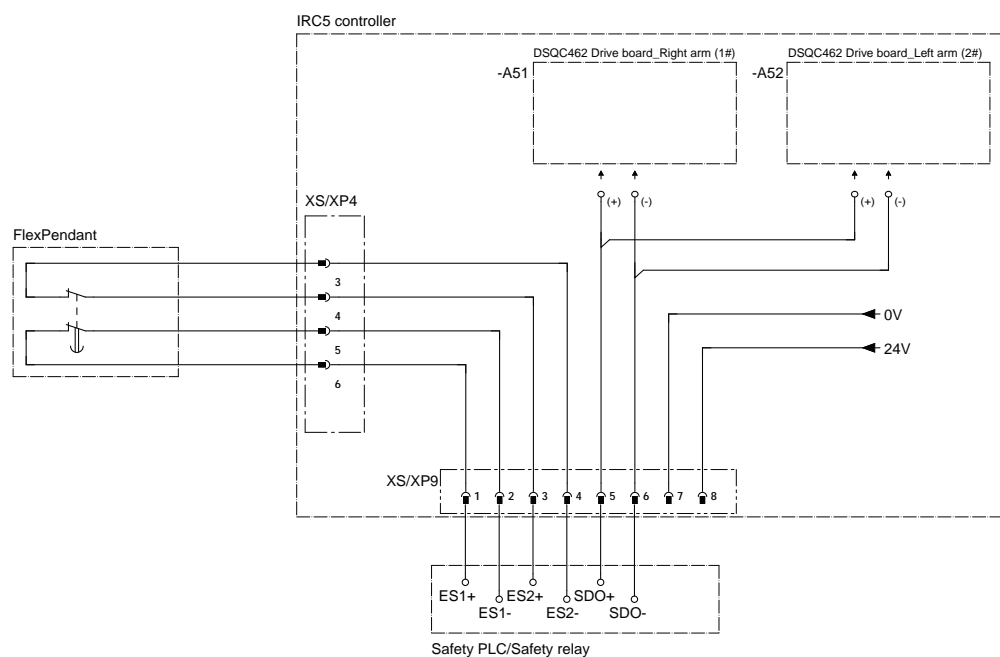 IRC5 controller
DSQC462 Drive board_Right arm (1#)
DSQC462 Drive board_Left arm (2#)
-A51
-A52
XS/XP4
(+)
(-)
(+)
(-)
FlexPendant
3
4
0V
5
24V
6
XS/XP9
1
2
3
4
5
6
7
8
ES1+
ES2+
SDO+
ES1-
ES2-
SDO-
Safety PLC/Safety relay